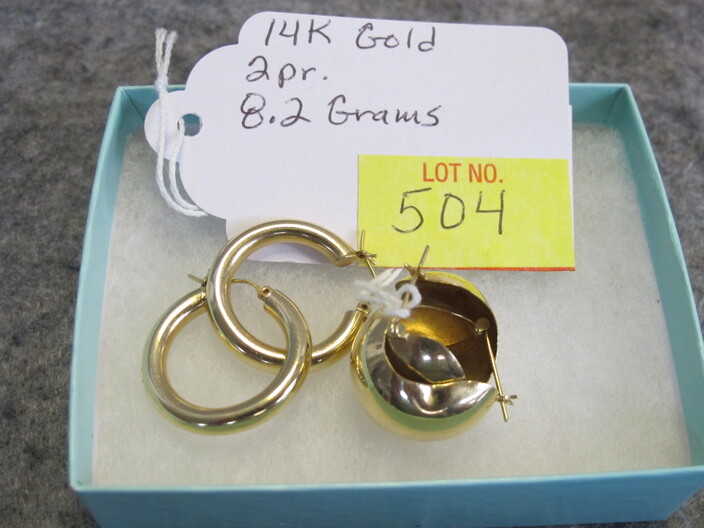 14K Gold
2pr.
8.2 Grams
LOT NO.
504